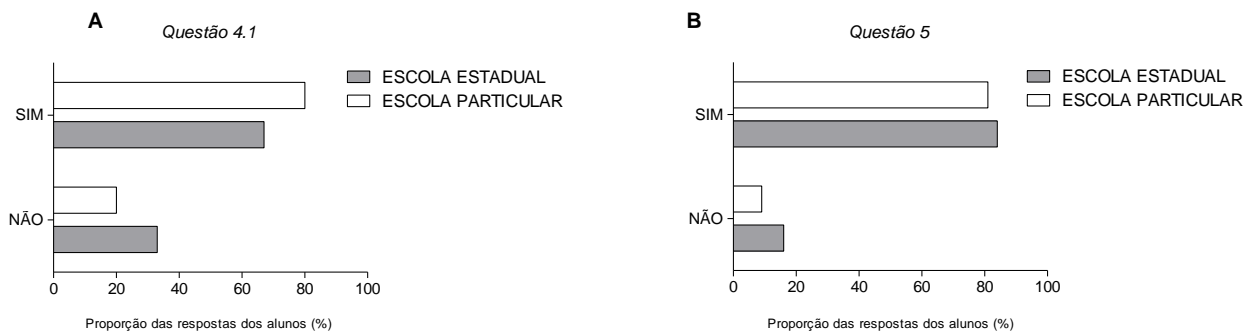 A
Questão 4.1
ESCOLA ESTADUAL
ESCOLA PARTICULAR
SIM
NÃO
0 20 40 60 80 100
Proporção das respostas dos alunos (%)
B
Questão 5
ESCOLA ESTADUAL
ESCOLA PARTICULAR
SIM
NÃO
0 20 40 60 80 100
Proporção das respostas dos alunos (%)